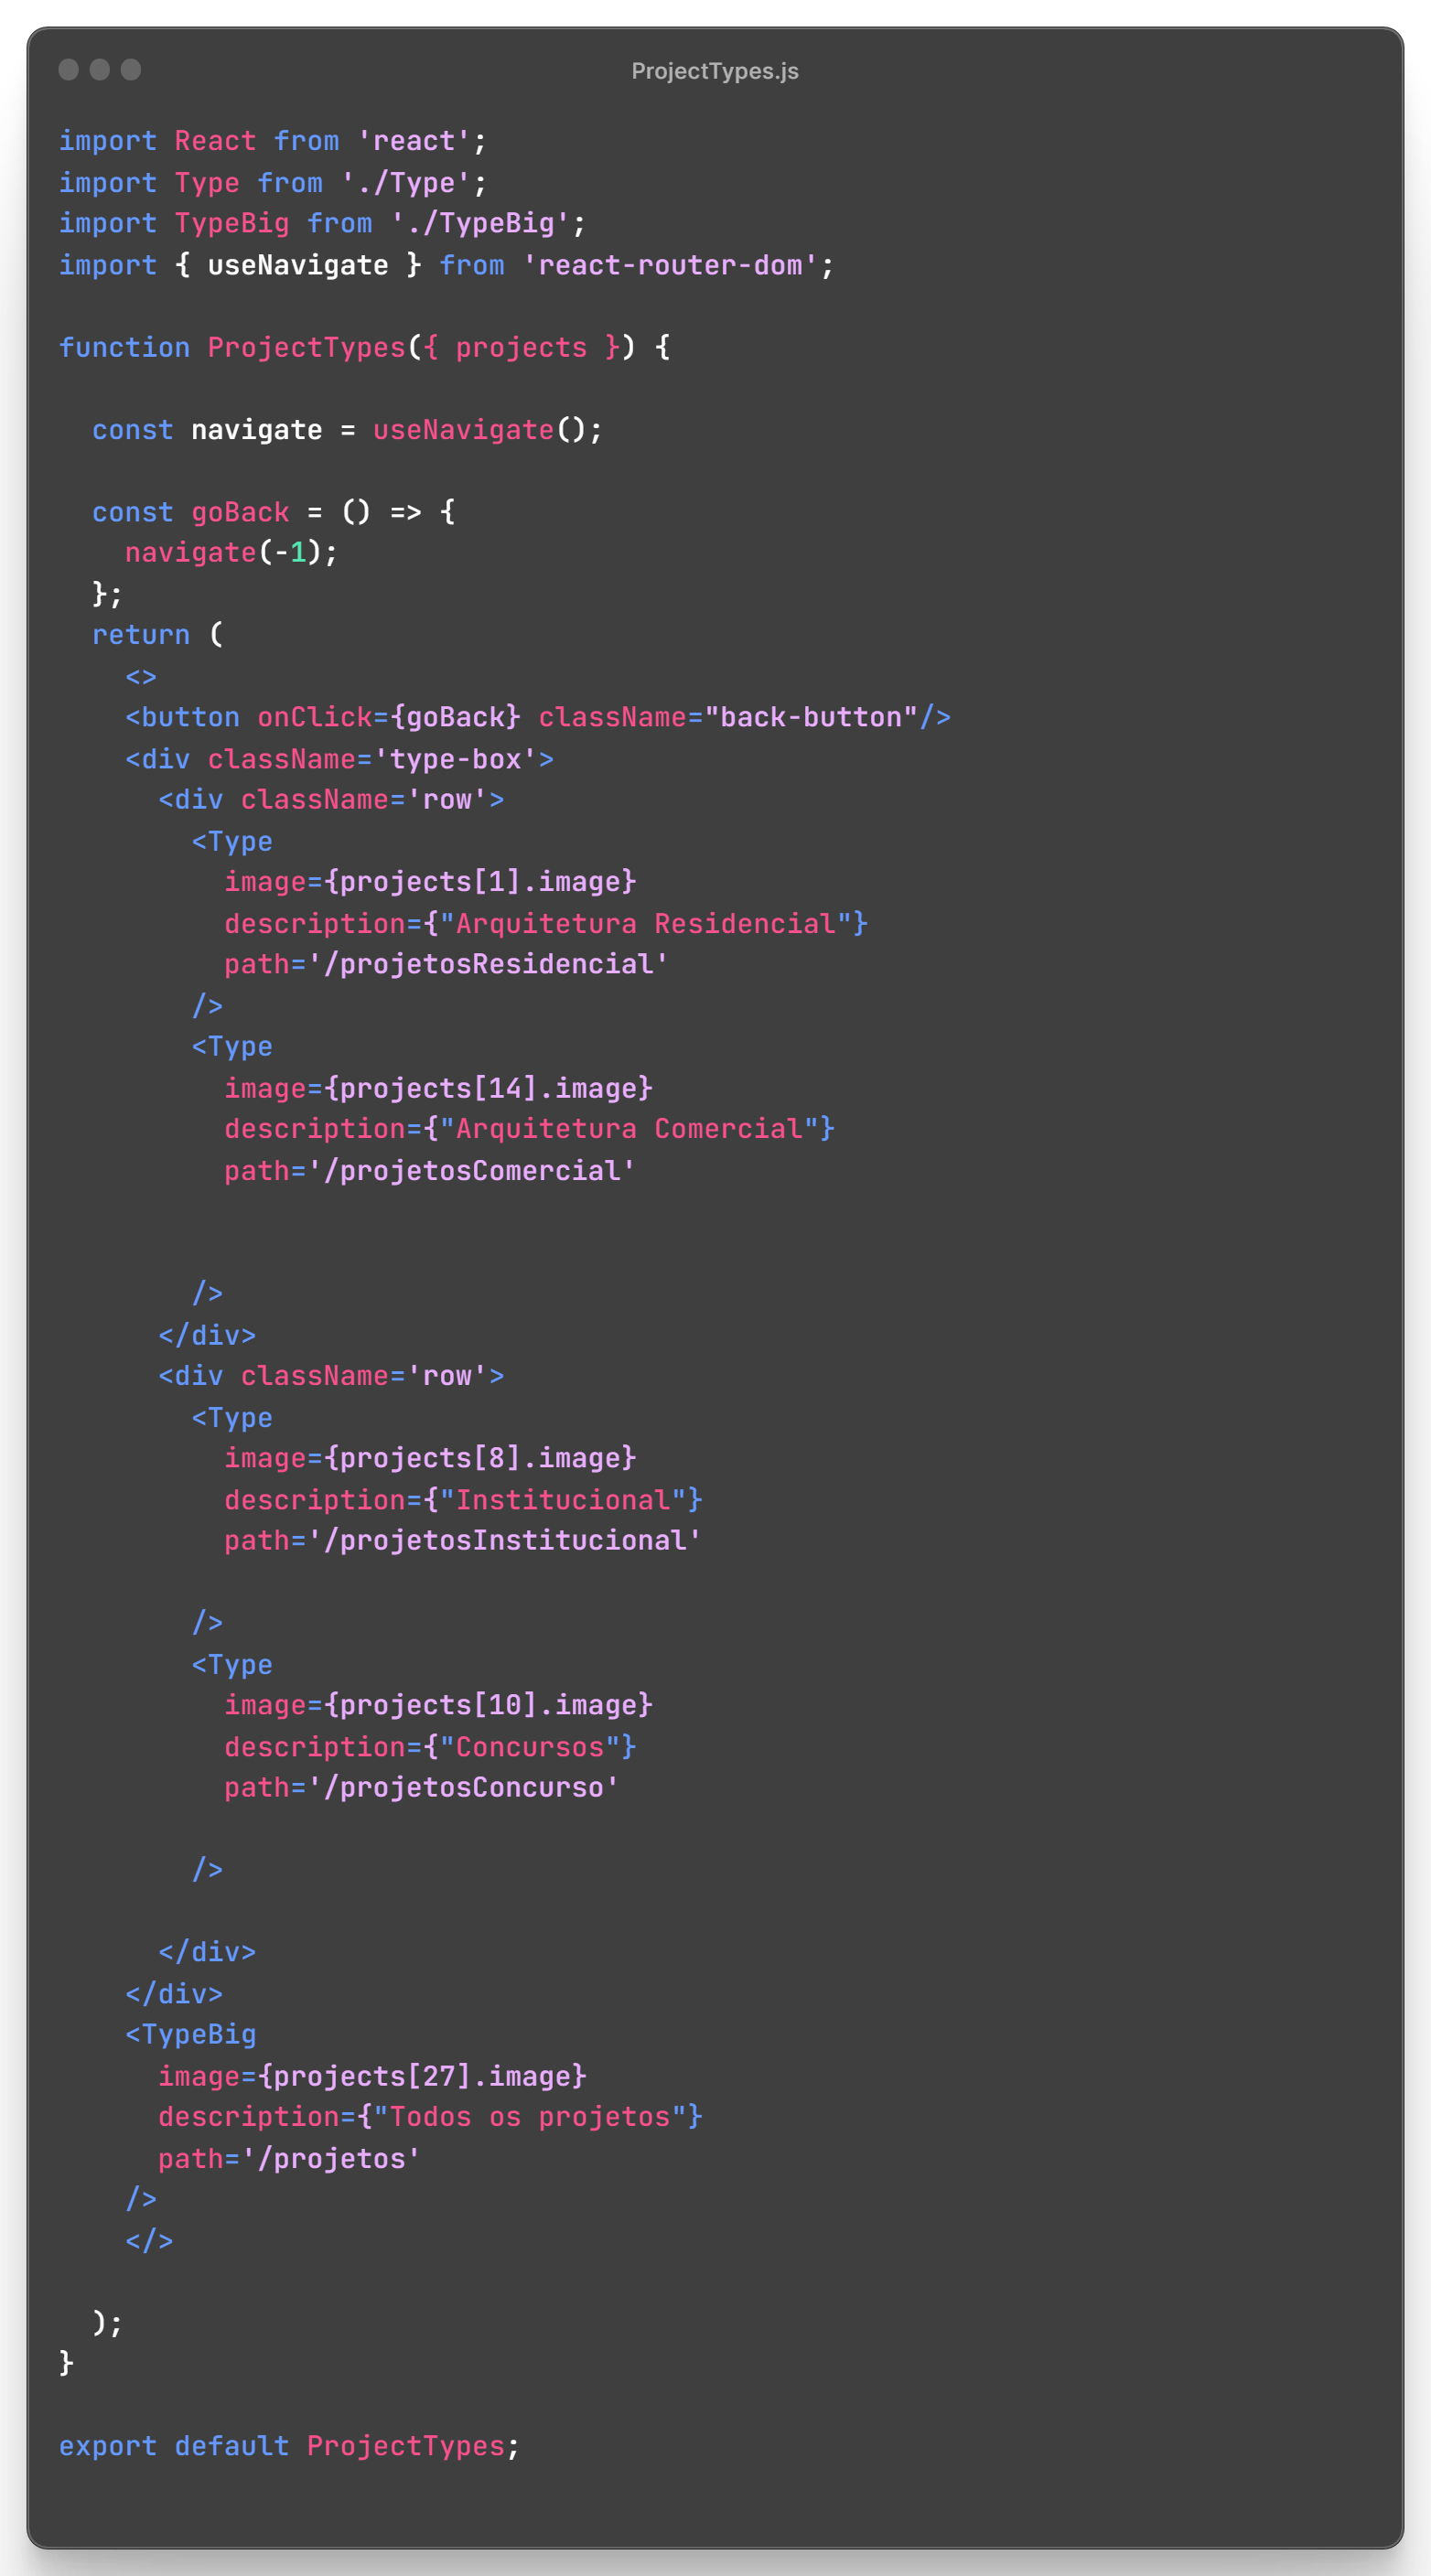 ProjectTypes.js
import React from 'react';
import Type from './Type';
import TypeBig from './TypeBig';
import { useNavigate } from 'react-router-dom';
function ProjectTypes({ projects }) {
  const navigate = useNavigate();
  const goBack = () => {
    navigate(-1);
  };
  return (
    <>
    <button onClick={goBack} className="back-button"/>
    <div className='type-box'>
      <div className='row'>
        <Type
          image={projects[1].image}
          description={"Arquitetura Residencial"}
          path='/projetosResidencial'
        />
        <Type
          image={projects[14].image}
          description={"Arquitetura Comercial"}
          path='/projetosComercial'
        />
      </div>
      <div className='row'>
        <Type
          image={projects[8].image}
          description={"Institucional"}
          path='/projetosInstitucional'
        />
        <Type
          image={projects[10].image}
          description={"Concursos"}
          path='/projetosConcurso'
        />
      </div>
    </div>
    <TypeBig
      image={projects[27].image}
      description={"Todos os projetos"}
      path='/projetos'
    />
    </>
  );
}
export default ProjectTypes;